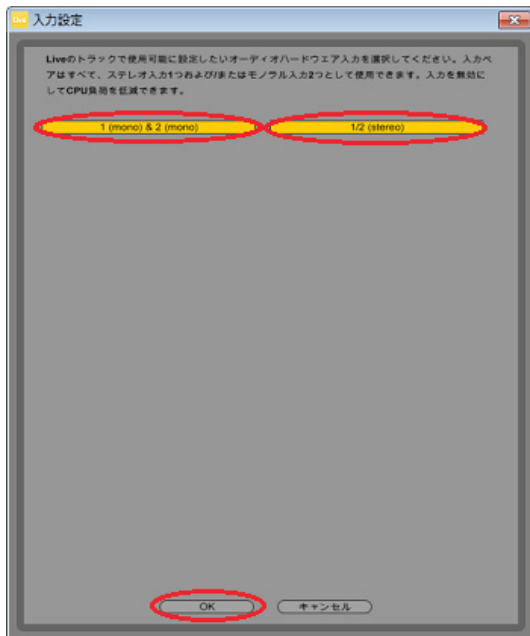 Live 入力設定
Liveのトラックで使用可能に設定したいオーディオハードウエア入力を選択してください。入力ペ
アはすべて、ステレオ入力1つおよび/またはモノラル入力2つとして使用できます。入力を無効に
してCPU負荷を低減できます。
1 (mono) & 2 (mono) 1/2 (stereo)
OK キャンセル